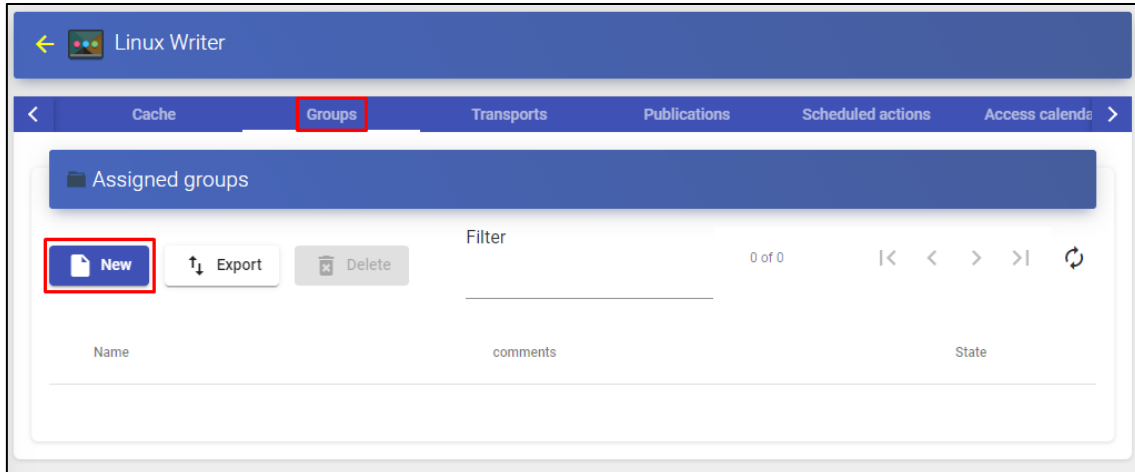 Linux Writer
Cache Groups Transports Publications Scheduled actions Access calenda
Assigned groups
Filter
New Export Delete 0 of 0
Name comments State